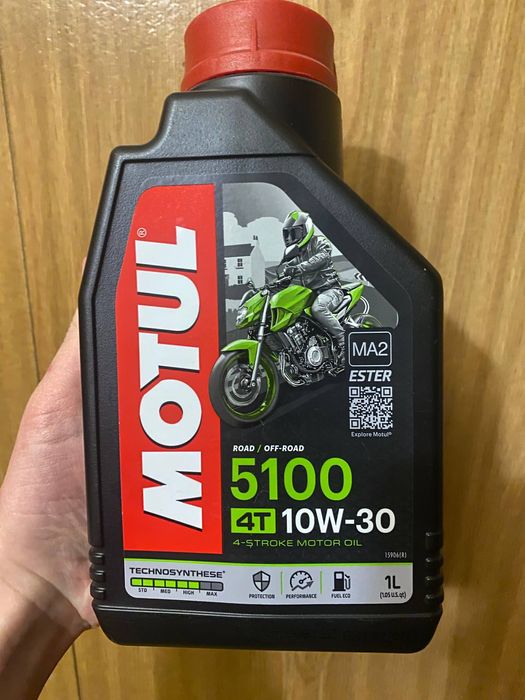 MOTUL®
MA2
ESTER
Explore Motul®
ROAD / OFF-ROAD
5100
4T 10W-30
4-STROKE MOTOR OIL
15906(R)
TECHNOSYNTHESE®
STD MED HIGH MAX
PROTECTION
PERFORMANCE
FUEL ECO
1L
(1.05 U.S.qt)